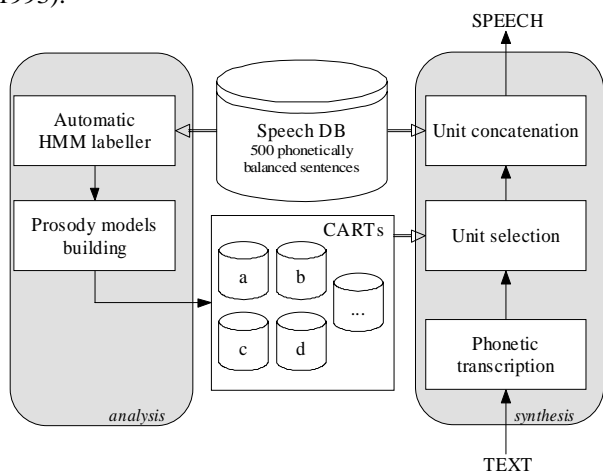 1995).
SPEECH
Automatic
HMM labeller
Speech DB
500 phonetically
balanced sentences
Unit concatenation
Prosody models
building
CARTs
a
b
...
c
d
Unit selection
Phonetic
transcription
analysis
synthesis
TEXT